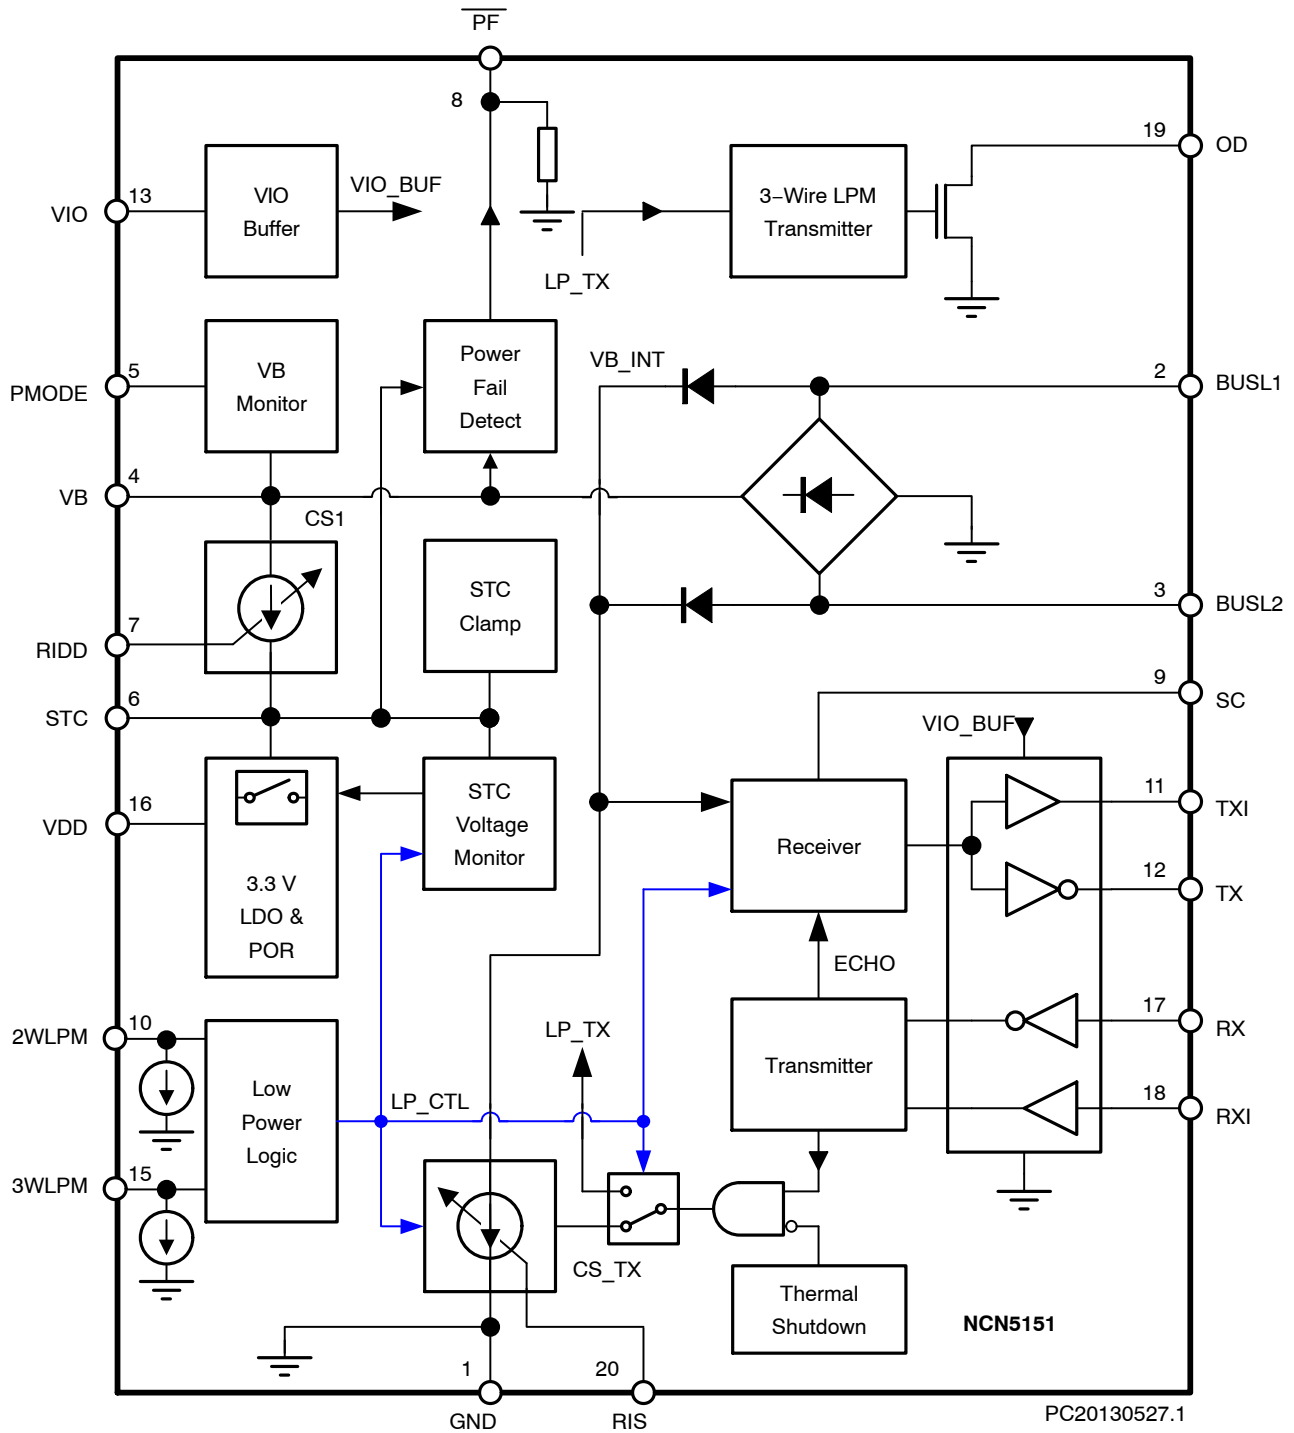 PF
8
19
OD
VIO
13
VIO
Buffer
VIO_BUF
3−Wire LPM
Transmitter
LP_TX
PMODE
5
VB
Monitor
Power
Fail
Detect
VB_INT
2
BUSL1
VB
4
CS1
STC
Clamp
3
BUSL2
RIDD
7
STC
6
9
SC
VIO_BUF
VDD
16
3.3 V
LDO &
POR
STC
Voltage
Monitor
Receiver
11
TXI
12
TX
ECHO
2WLPM
10
LP_TX
Transmitter
17
RX
Low
Power
Logic
LP_CTL
18
RXI
3WLPM
15
CS_TX
Thermal
Shutdown
NCN5151
1
GND
20
RIS
PC20130527.1